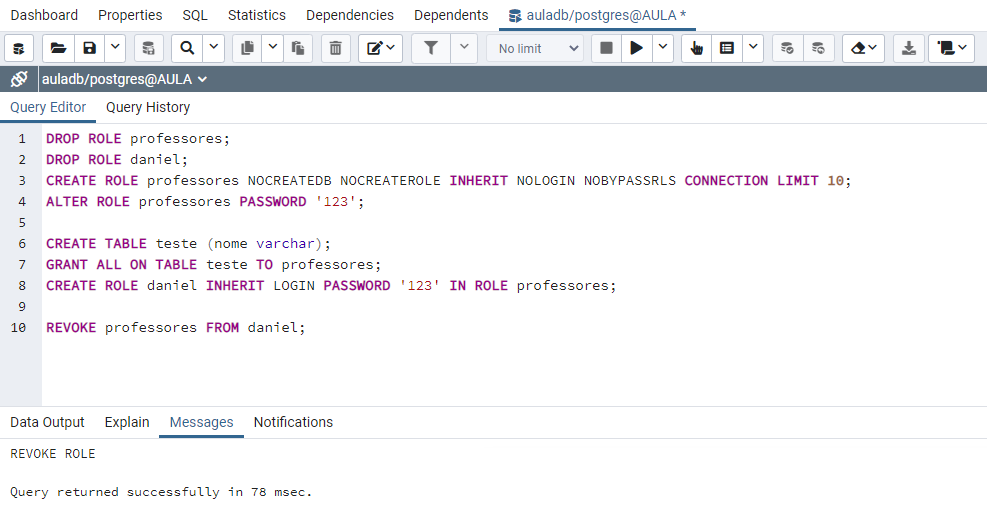 Dashboard Properties SQL Statistics Dependencies Dependents auladb/postgres@AULA *
No limit
auladb/postgres@AULA
Query Editor Query History
1 DROP ROLE professores;
2 DROP ROLE daniel;
3 CREATE ROLE professores NOCREATEDB NOCREATEROLE INHERIT NOLOGIN NOBYPASSRLS CONNECTION LIMIT 10;
4 ALTER ROLE professores PASSWORD '123';
5
6 CREATE TABLE teste (nome varchar);
7 GRANT ALL ON TABLE teste TO professores;
8 CREATE ROLE daniel INHERIT LOGIN PASSWORD '123' IN ROLE professores;
9
10 REVOKE professores FROM daniel;
Data Output Explain Messages Notifications
REVOKE ROLE
Query returned successfully in 78 msec.